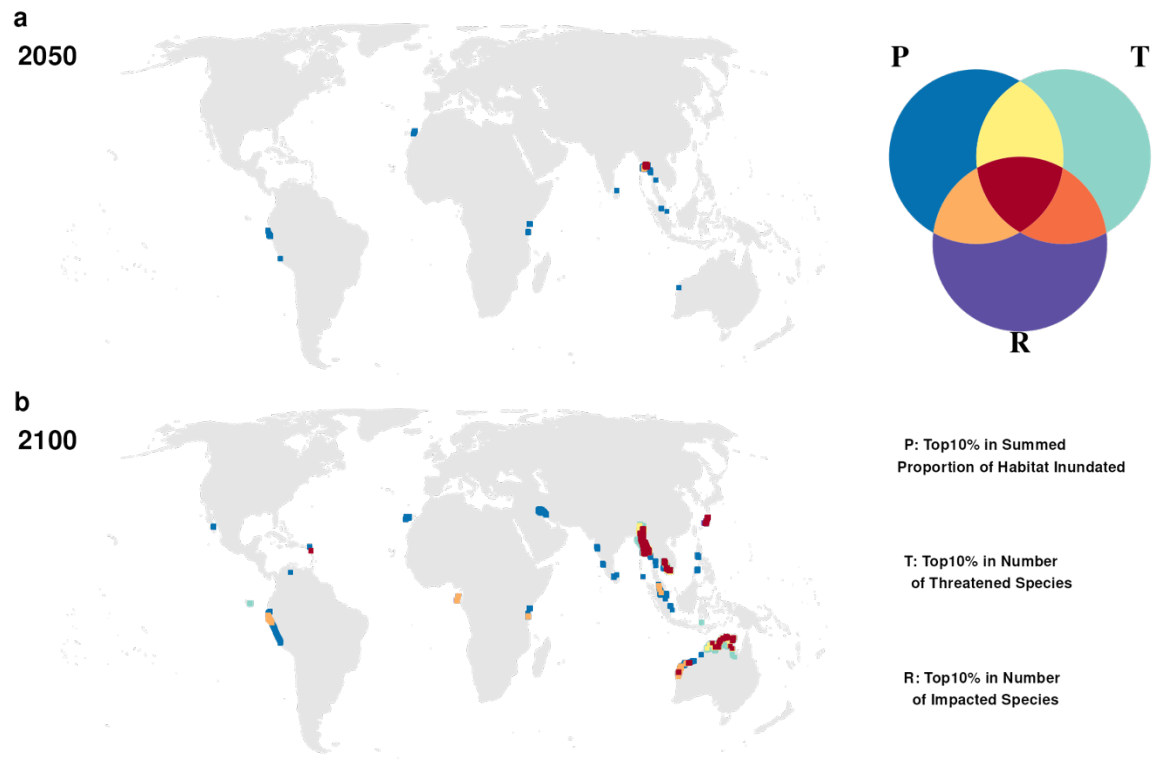 a
2050
P
T
R
b
2100
P: Top10% in Summed
Proportion of Habitat Inundated
T: Top10% in Number
of Threatened Species
R: Top10% in Number
of Impacted Species